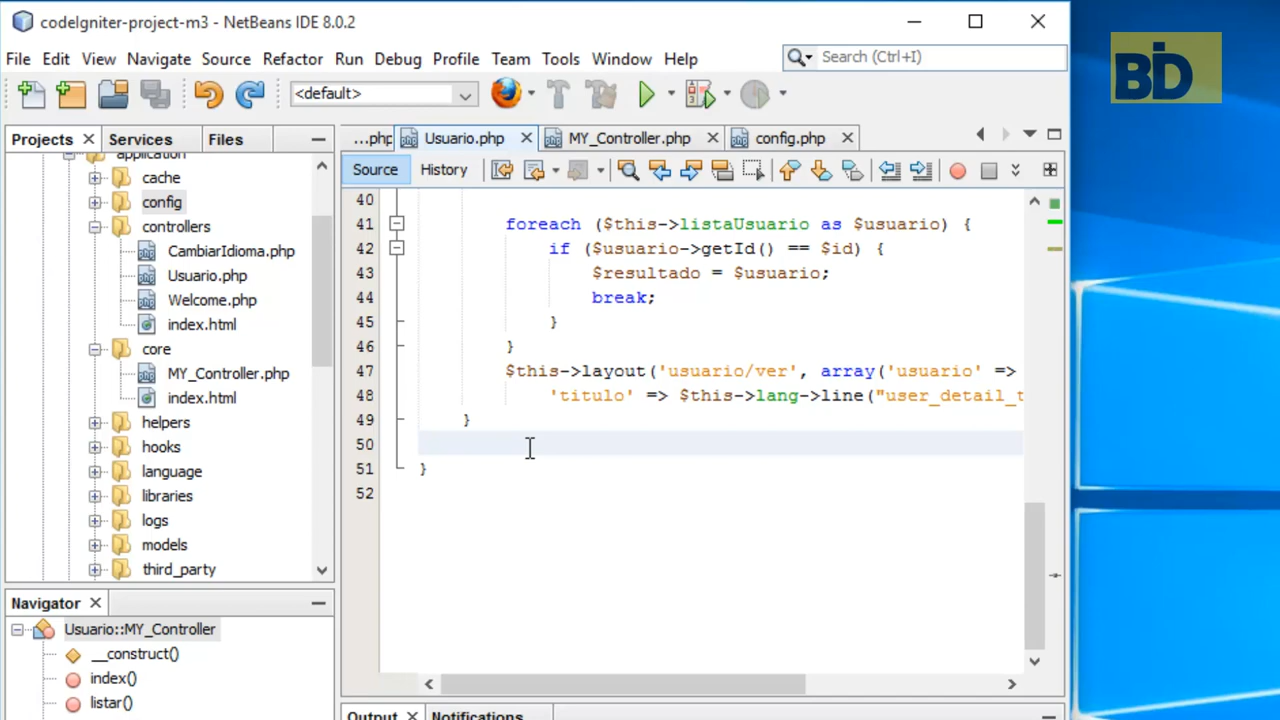 codeIgniter-project-m3 - NetBeans IDE 8.0.2
BID
File Edit View Navigate Source Refactor Run Debug Profile Team Tools Window Help
Search (Ctrl+I)
<default>
Projects Services Files
...php Usuario.php MY_Controller.php config.php
Source History
application
cache
config
controllers
CambiarIdioma.php
Usuario.php
Welcome.php
index.html
core
MY_Controller.php
index.html
helpers
hooks
language
libraries
logs
models
third_party
40
41 foreach ($this->listaUsuario as $usuario) {
42 if ($usuario->getId() == $id) {
43 $resultado = $usuario;
44 break;
45 }
46 }
47 $this->layout('usuario/ver', array('usuario' =>
48 'titulo' => $this->lang->line("user_detail_t
49 }
50
51 }
52
Navigator
Usuario::MY_Controller
__construct()
index()
listar()
Output Notifications